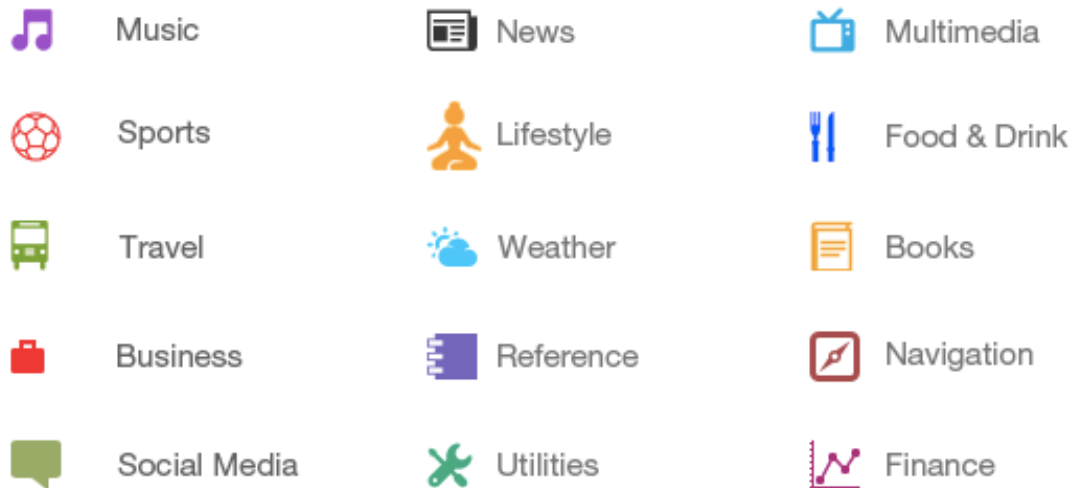 Music
News
Multimedia
Sports
Lifestyle
Food & Drink
Travel
Weather
Books
Business
Reference
Navigation
Social Media
Utilities
Finance